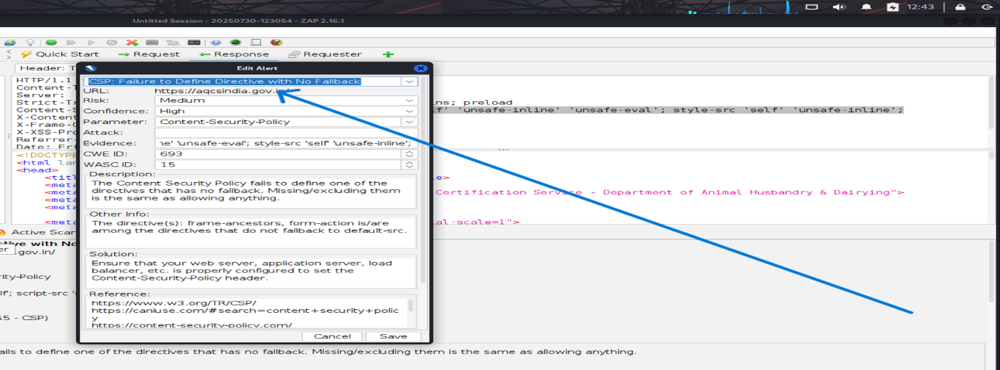 12:43
Untitled Session - 20250730-123054 - ZAP 2.16.1
Quick Start Request Response Requester
Header: T
Edit Alert
HTTP/1.1
Content-T
Server:
Strict-Tr
ns; preload
Content-S
f' 'unsafe-inline' 'unsafe-eval'; style-src 'self' 'unsafe-inline';
X-Content
X-Frame-O
X-XSS-Pro
Referrer-
Date: Fri
<!DOCTYPE
<html lan
<head>
<titl
e>
<meta
<meta
Certification Service - Department of Animal Husbandry & Dairying">
<meta
<meta
<meta
al-scale=1">
CSP: Failure to Define Directive with No Fallback
URL: https://aqcsindia.gov.in/
Risk: Medium
Confidence: High
Parameter: Content-Security-Policy
Attack:
Evidence: ne' 'unsafe-eval'; style-src 'self' 'unsafe-inline';
CWE ID: 693
WASC ID: 15
Description:
The Content Security Policy fails to define one of the
directives that has no fallback. Missing/excluding them
is the same as allowing anything.
Other Info:
The directive(s): frame-ancestors, form-action is/are
among the directives that do not fallback to default-src.
Solution:
Ensure that your web server, application server, load
balancer, etc. is properly configured to set the
Content-Security-Policy header.
Reference:
https://www.w3.org/TR/CSP/
https://caniuse.com/#search=content+security+polic
y
https://content-security-policy.com/
Cancel Save
Active Scan
tive with No
er .gov.in/
rity-Policy
lf'; script-src 's
55 - CSP)
ails to define one of the directives that has no fallback. Missing/excluding them is the same as allowing anything.